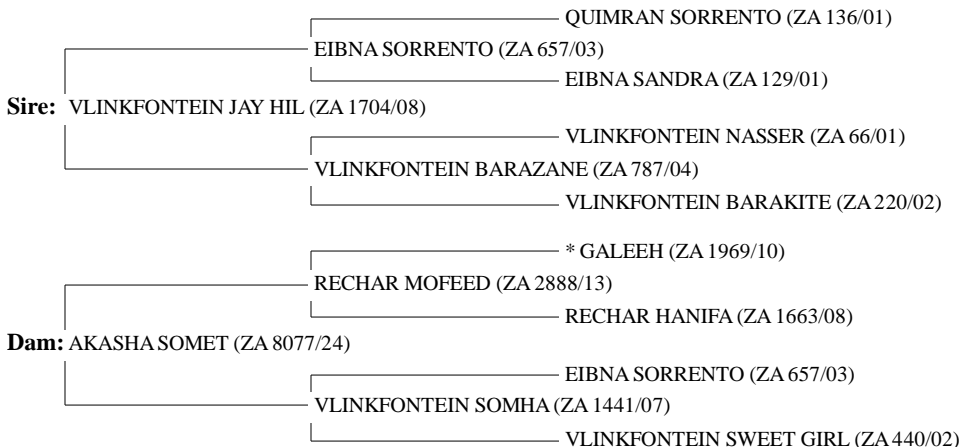 QUIMRAN SORRENTO (ZA 136/01)
EIBNA SORRENTO (ZA 657/03)
EIBNA SANDRA (ZA 129/01)
Sire: VLINKFONTEIN JAY HIL (ZA 1704/08)
VLINKFONTEIN NASSER (ZA 66/01)
VLINKFONTEIN BARAZANE (ZA 787/04)
VLINKFONTEIN BARAKITE (ZA 220/02)
* GALEEH (ZA 1969/10)
RECHAR MOFEED (ZA 2888/13)
RECHAR HANIFA (ZA 1663/08)
Dam: AKASHA SOMET (ZA 8077/24)
EIBNA SORRENTO (ZA 657/03)
VLINKFONTEIN SOMHA (ZA 1441/07)
VLINKFONTEIN SWEET GIRL (ZA 440/02)